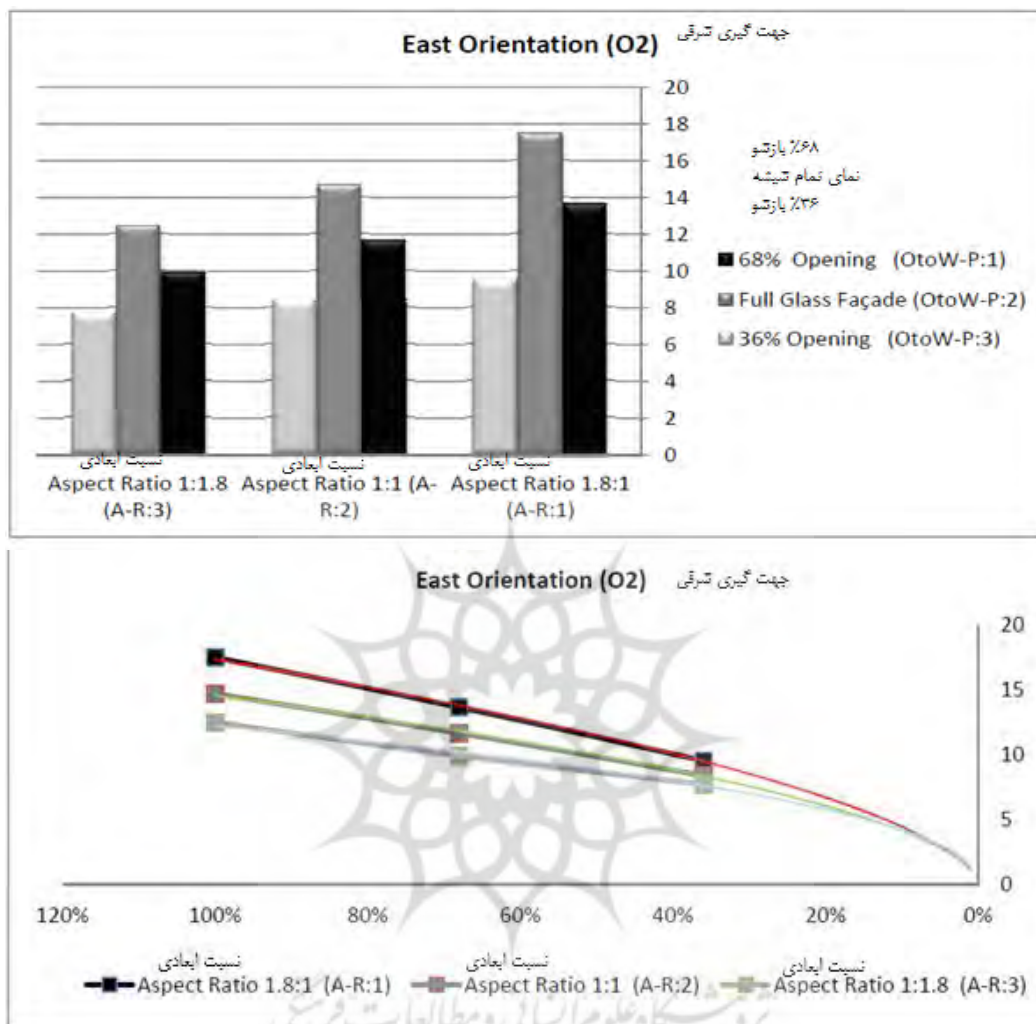 East Orientation (O2) جهت گیری شرقی
20
18
16
14
12
10
8
6
4
2
0
۶۸٪ بازشو
نمای تمام شیشه
۳۶٪ بازشو
68% Opening (OtoW-P:1)
Full Glass Façade (OtoW-P:2)
36% Opening (OtoW-P:3)
نسبت ابعادی
Aspect Ratio 1:1.8
(A-R:3)
نسبت ابعادی
Aspect Ratio 1:1 (A-
R:2)
نسبت ابعادی
Aspect Ratio 1.8:1
(A-R:1)
East Orientation (O2) جهت گیری شرقی
20
15
10
5
0
120% 100% 80% 60% 40% 20% 0%
نسبت ابعادی
Aspect Ratio 1.8:1 (A-R:1)
نسبت ابعادی
Aspect Ratio 1:1 (A-R:2)
نسبت ابعادی
Aspect Ratio 1:1.8 (A-R:3)
پژوهشگاه علوم انسانی و مطالعات فرهنگی